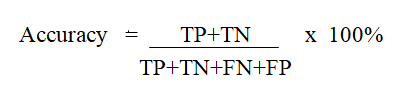 Accuracy = TP+TN x 100%
TP+TN+FN+FP